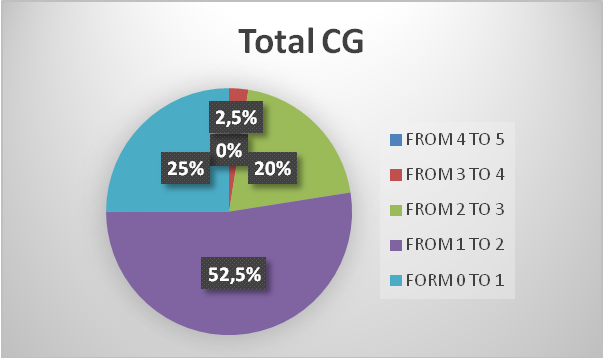 Total CG
2,5%
0%
25%
20%
52,5%
FROM 4 TO 5
FROM 3 TO 4
FROM 2 TO 3
FROM 1 TO 2
FORM 0 TO 1